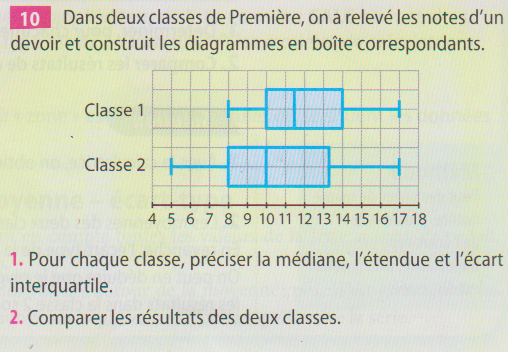 10 Dans deux classes de Première, on a relevé les notes d'un
devoir et construit les diagrammes en boîte correspondants.
Classe 1
Classe 2
4 5 6 7 8 9 10 11 12 13 14 15 16 17 18
1. Pour chaque classe, préciser la médiane, l'étendue et l'écart
interquartile.
2. Comparer les résultats des deux classes.